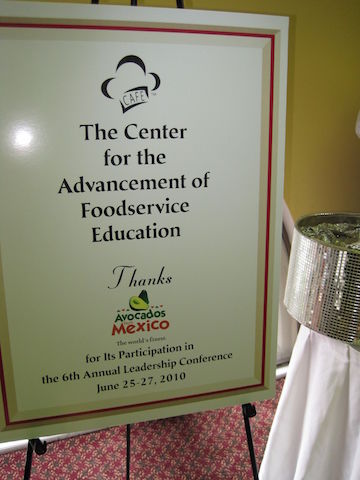 CAFE
The Center
for the
Advancement of
Foodservice
Education
Thanks
Avocados
from
Mexico
The world's finest
for Its Participation in
the 6th Annual Leadership Conference
June 25-27, 2010